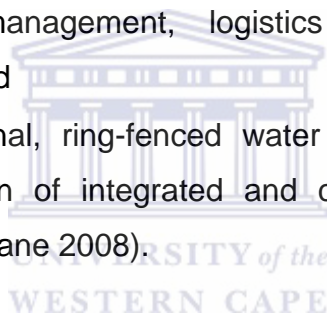 management, logistics
d
nal, ring-fenced water
n of integrated and c
ane 2008).
UNIVERSITY of the
WESTERN CAPE